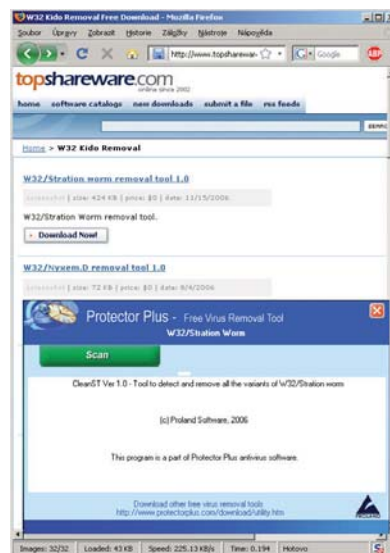 W32 Kido Removal Free Download - Mozilla Firefox
Soubor Úpravy Zobrazit Historie Záložky Nástroje Nápověda
http://www.topsharewar Google ABP
topshareware.com
online since 2002
home software catalogs new downloads submit a file rss feeds
SEARC
Home > W32 Kido Removal
W32/Stration worm removal tool 1.0
screenshot | size: 424 KB | price: $0 | date: 11/15/2006
W32/Stration Worm removal tool.
Download Now!
W32/Nyxem.D removal tool 1.0
screenshot | size: 72 KB | price: $0 | date: 8/4/2006
Protector Plus - Free Virus Removal Tool
W32/Stration Worm
Scan
CleanST Ver 1.0 - Tool to detect and remove all the variants of W32/Stration worm
(c) Proland Software, 2006
This program is a part of Protector Plus antivirus software.
Download other free virus removal tools
http://www.protectorplus.com/download/utility.htm
PROLAND
Images: 32/32 Loaded: 43 KB Speed: 225.13 KB/s Time: 0.194 Hotovo